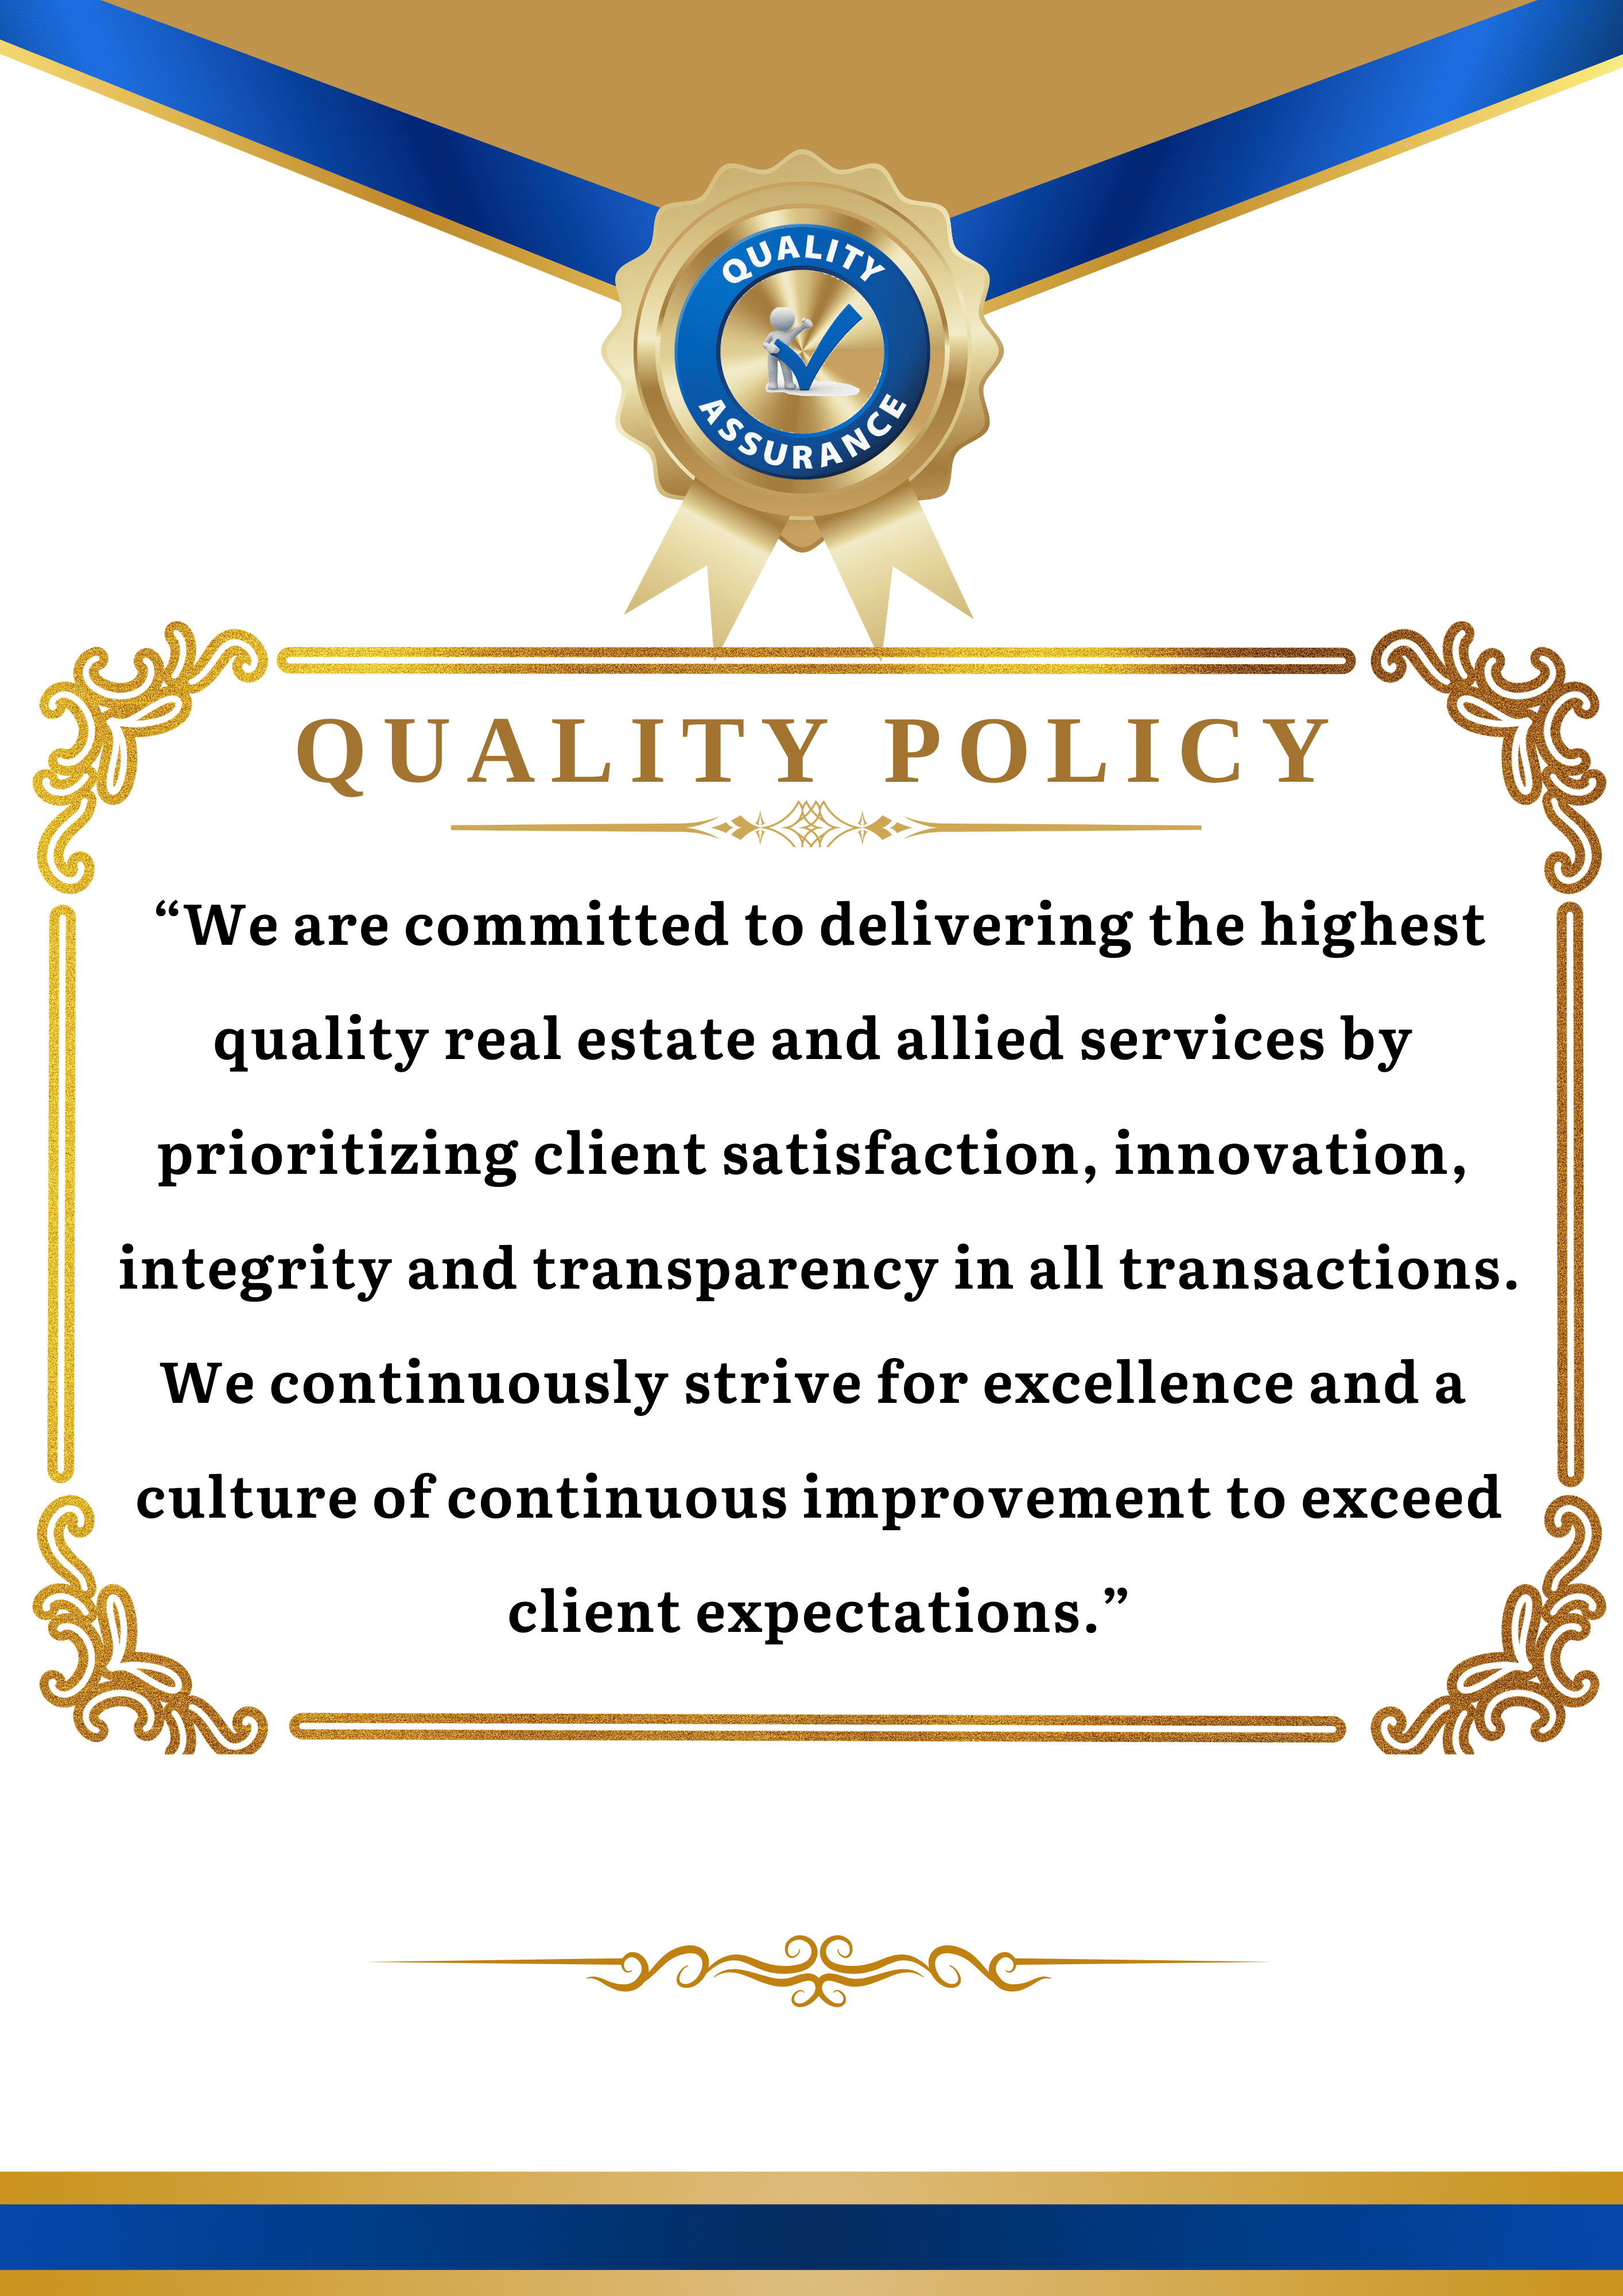 QUALITY
ASSURANCE
QUALITY POLICY
“We are committed to delivering the highest
quality real estate and allied services by
prioritizing client satisfaction, innovation,
integrity and transparency in all transactions.
We continuously strive for excellence and a
culture of continuous improvement to exceed
client expectations.”